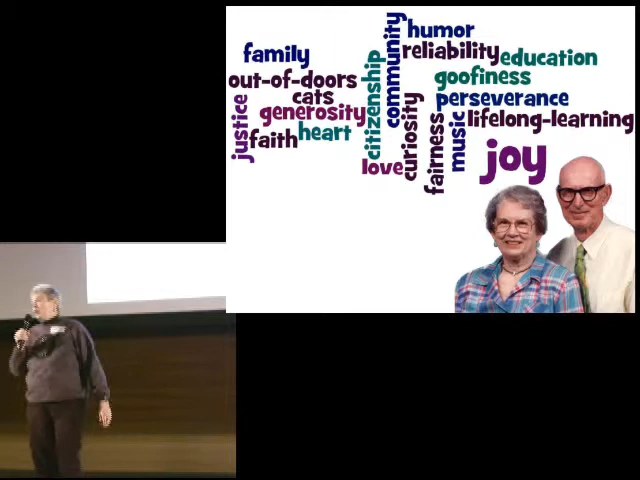 humor
family
reliability
education
out-of-doors
citizenship
community
goofiness
cats
perseverance
generosity
curiosity
justice
faith
heart
fairness
music
lifelong-learning
love
joy